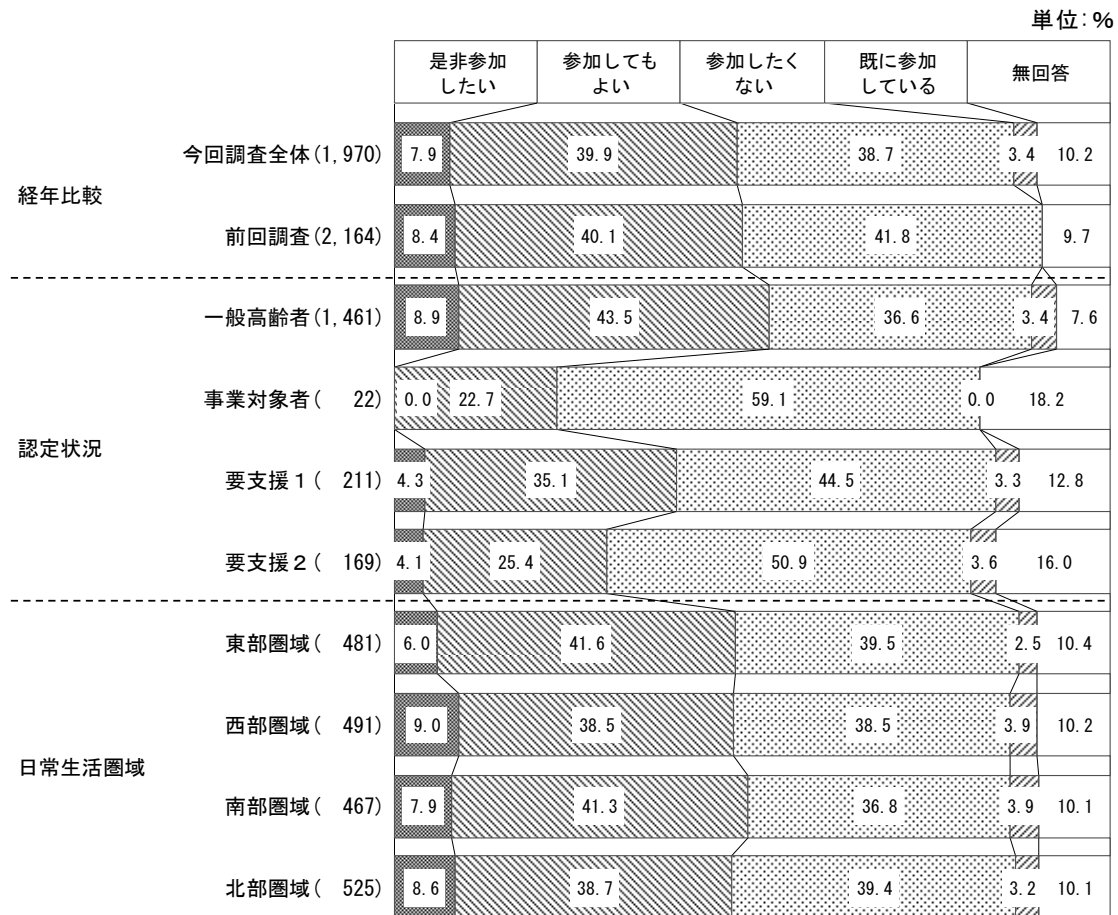 単位：％
是非参加
したい
参加しても
よい
参加したく
ない
既に参加
している
無回答
経年比較
今回調査全体(1,970) 7.9 39.9 38.7 3.4 10.2
前回調査(2,164) 8.4 40.1 41.8 9.7
認定状況
一般高齢者(1,461) 8.9 43.5 36.6 3.4 7.6
事業対象者( 22) 0.0 22.7 59.1 0.0 18.2
要支援１( 211) 4.3 35.1 44.5 3.3 12.8
要支援２( 169) 4.1 25.4 50.9 3.6 16.0
日常生活圏域
東部圏域( 481) 6.0 41.6 39.5 2.5 10.4
西部圏域( 491) 9.0 38.5 38.5 3.9 10.2
南部圏域( 467) 7.9 41.3 36.8 3.9 10.1
北部圏域( 525) 8.6 38.7 39.4 3.2 10.1